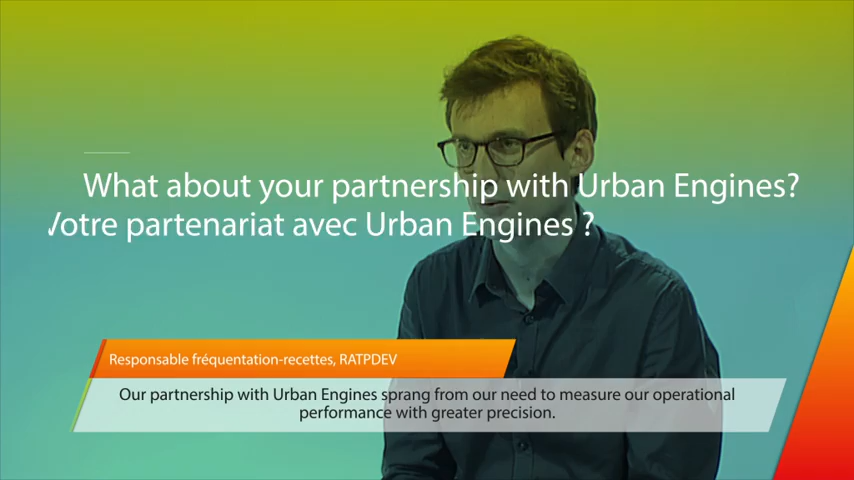 What about your partnership with Urban Engines?
Votre partenariat avec Urban Engines ?
Responsable fréquentation-recettes, RATPDEV
Our partnership with Urban Engines sprang from our need to measure our operational
performance with greater precision.